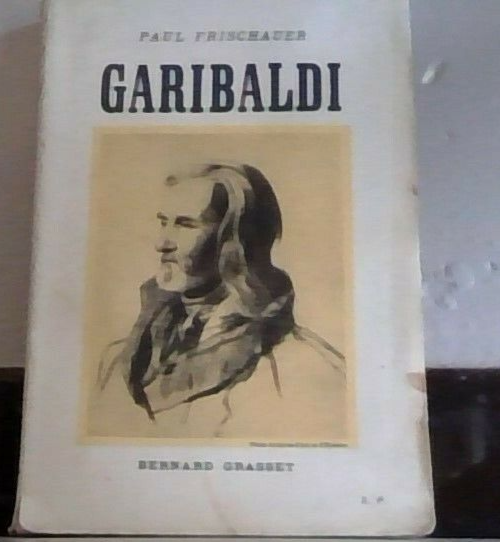 PAUL FRISCHAUER
GARIBALDI
BERNARD GRASSET